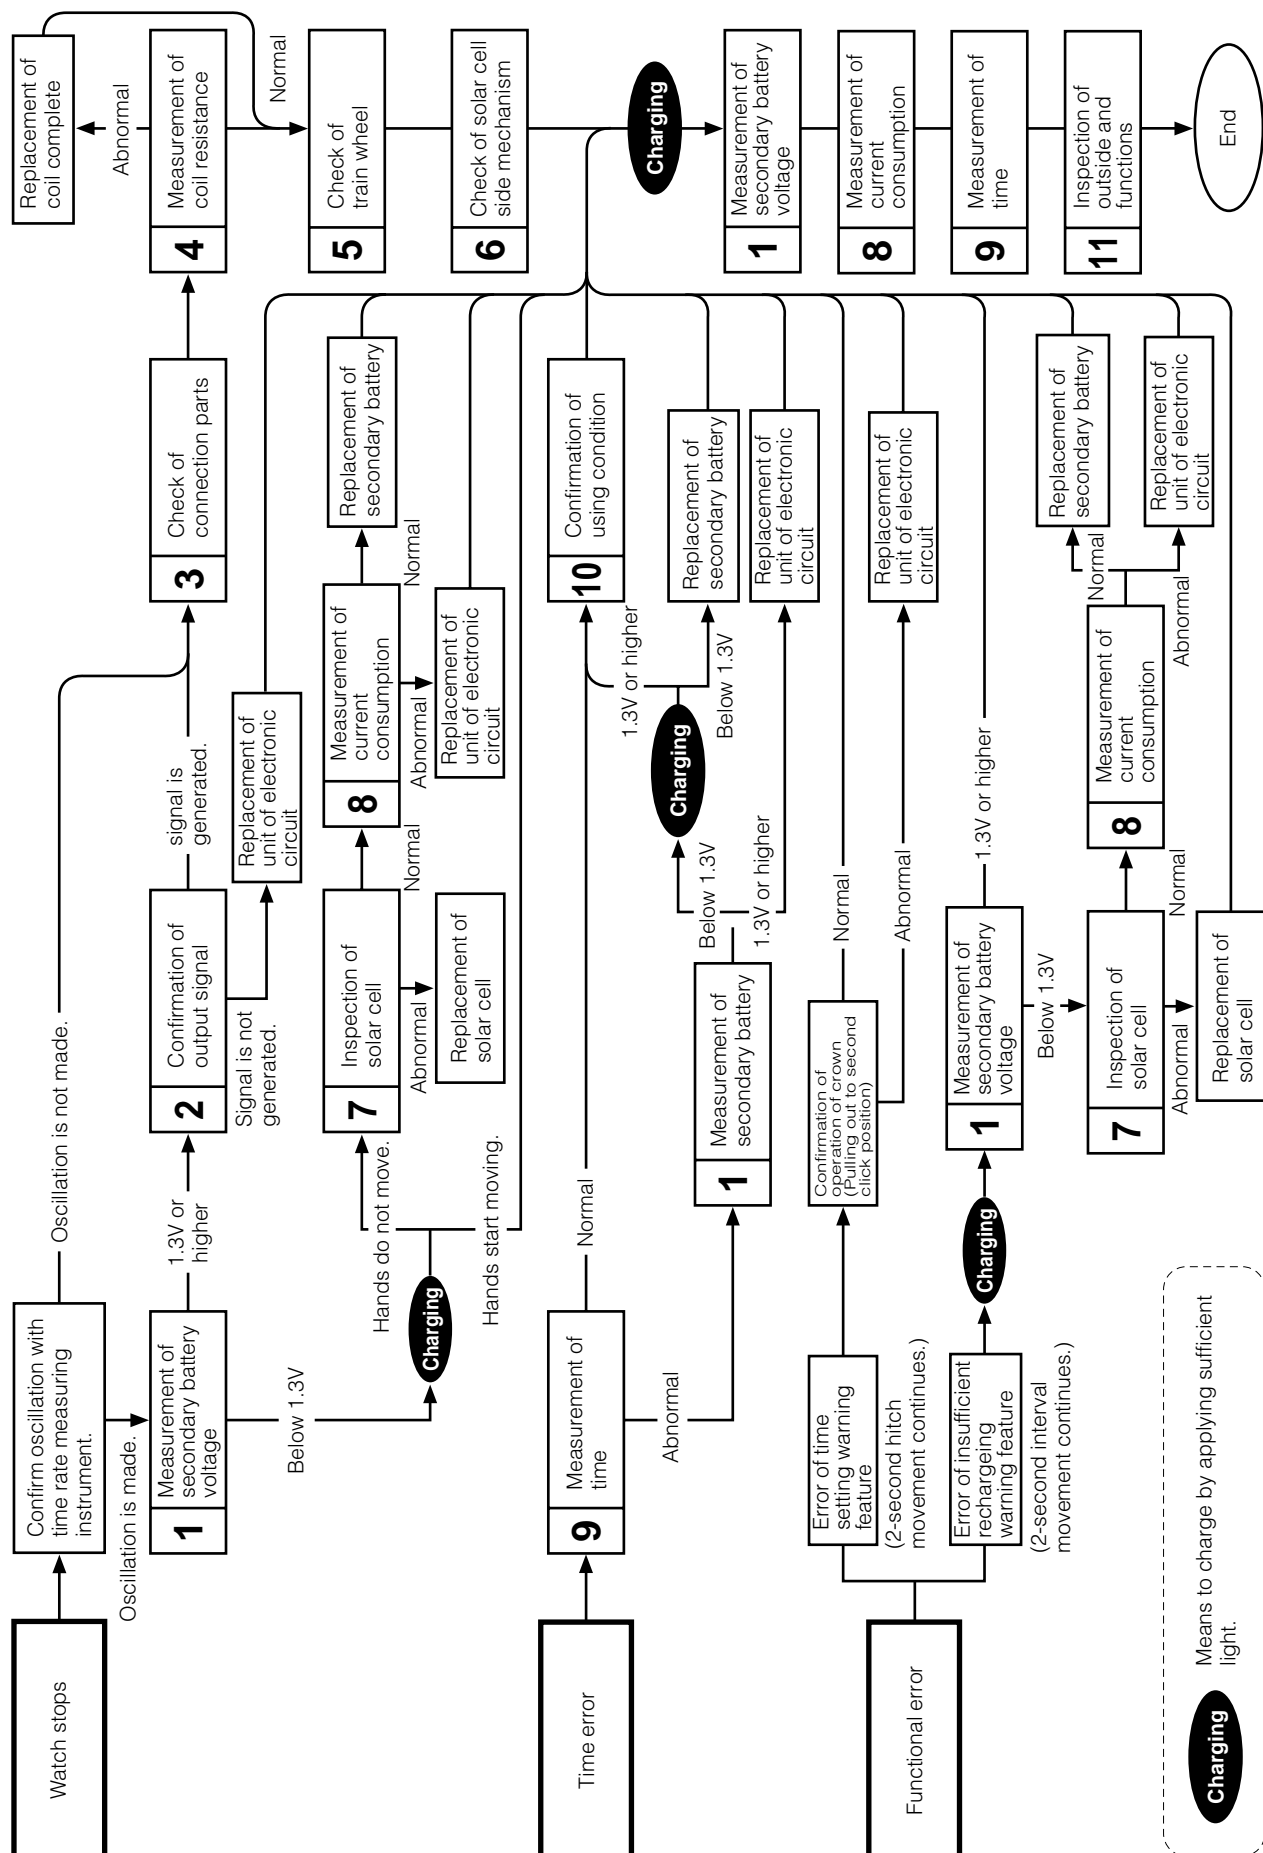 Watch stops
Confirm oscillation with
time rate measuring
instrument.
Oscillation is not made.
Oscillation is made.
1
Measurement of
secondary battery
voltage
1.3V or
higher
2
Confirmation of
output signal
signal is
generated.
3
Check of
connection parts
4
Measurement of
coil resistance
Abnormal
Replacement of
coil complete
Normal
Signal is not
generated.
Replacement of
unit of electronic
circuit
5
Check of
train wheel
6
Check of solar cell
side mechanism
Below 1.3V
Charging
Hands do not move.
Hands start moving.
7
Inspection of
solar cell
Normal
Abnormal
Replacement of
solar cell
8
Measurement of
current
consumption
Normal
Replacement of
secondary battery
Abnormal
Replacement of
unit of electronic
circuit
Time error
9
Measurement of
time
Normal
10
Confirmation of
using condition
Abnormal
1
Measurement of
secondary battery
Below 1.3V
1.3V or higher
Charging
1.3V or higher
Below 1.3V
Replacement of
secondary battery
Replacement of
unit of electronic
circuit
Functional error
Error of time
setting warning
feature
(2-second hitch
movement continues.)
Confirmation of
operation of crown
(Pulling out to second
click position)
Normal
Abnormal
Replacement of
unit of electronic
circuit
Error of insufficient
recharging
warning feature
(2-second interval
movement continues.)
Charging
1
Measurement of
secondary battery
voltage
1.3V or higher
Below 1.3V
7
Inspection of
solar cell
Normal
Abnormal
Replacement of
solar cell
8
Measurement of
current
consumption
Normal
Abnormal
Replacement of
secondary battery
Replacement of
unit of electronic
circuit
Charging
1
Measurement of
secondary battery
voltage
8
Measurement of
current
consumption
9
Measurement of
time
11
Inspection of
outside and
functions
End
Charging
Means to charge by applying sufficient
light.